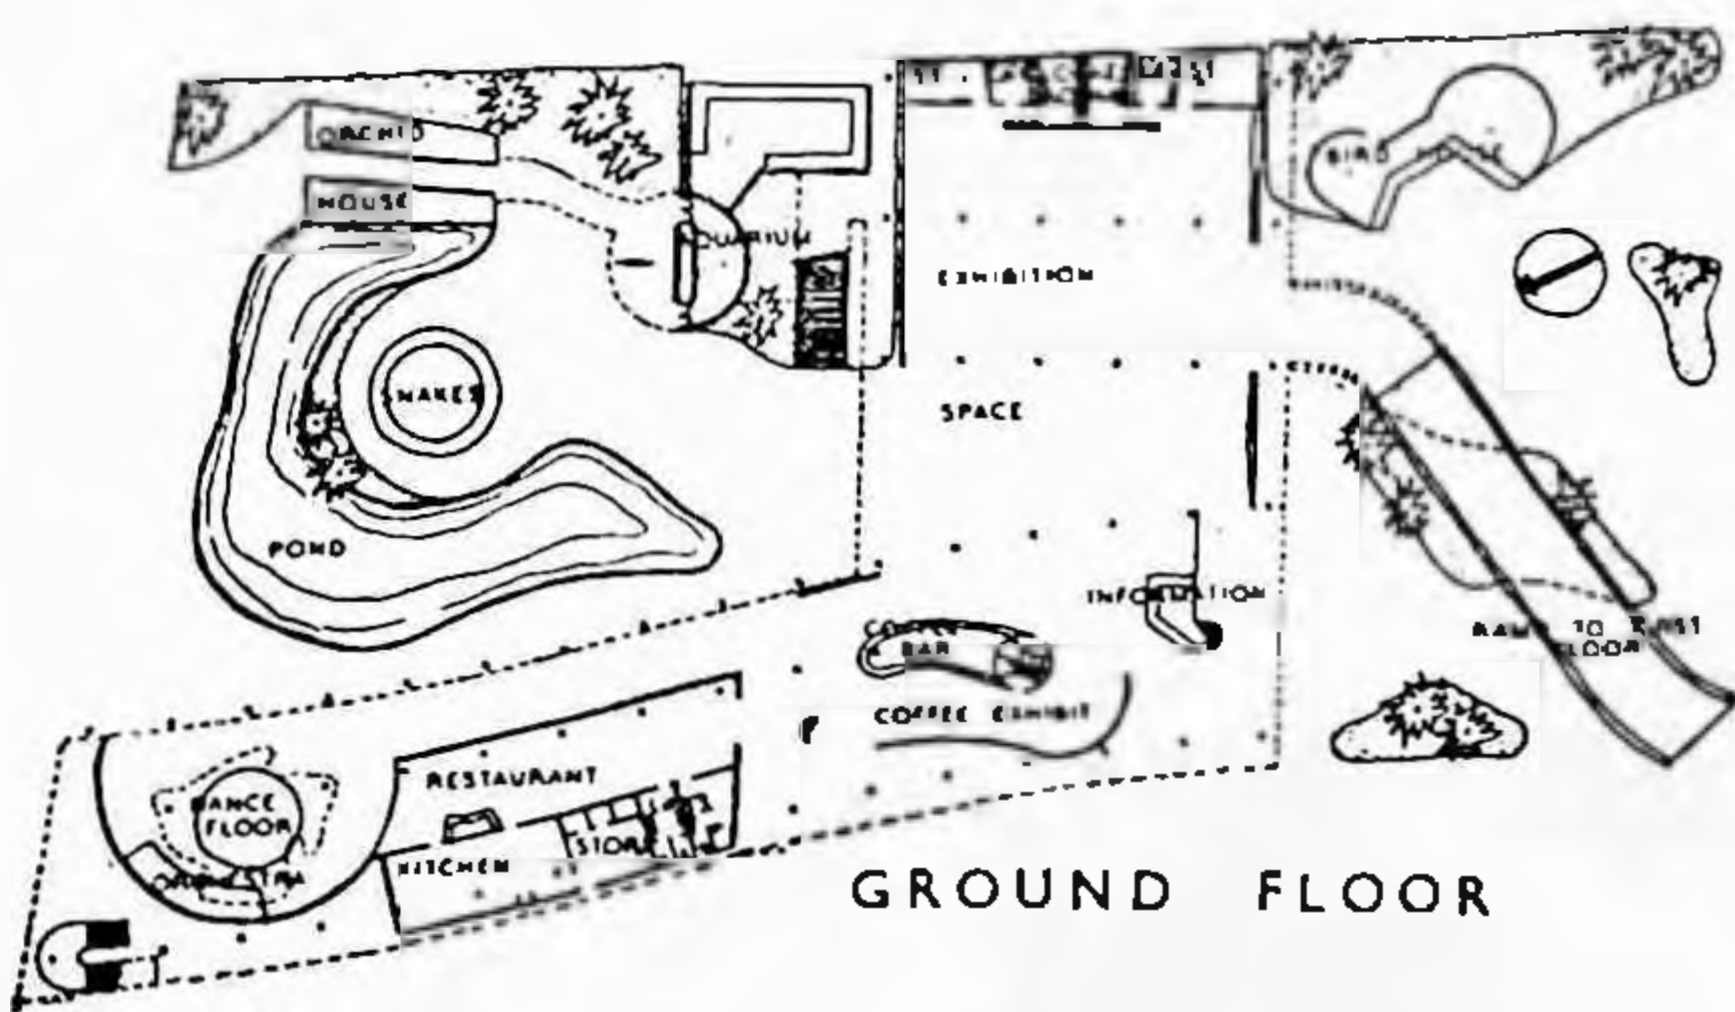 ORCHID
HOUSE
AQUARIUM
BIRD HOUSE
EXHIBITION
SPACE
SNAKES
POND
INFORMATION
COFFEE
BAR
COFFEE EXHIBIT
RAMP TO FIRST
FLOOR
RESTAURANT
DANCE
FLOOR
ORCHESTRA
KITCHEN
STORE
GROUND FLOOR